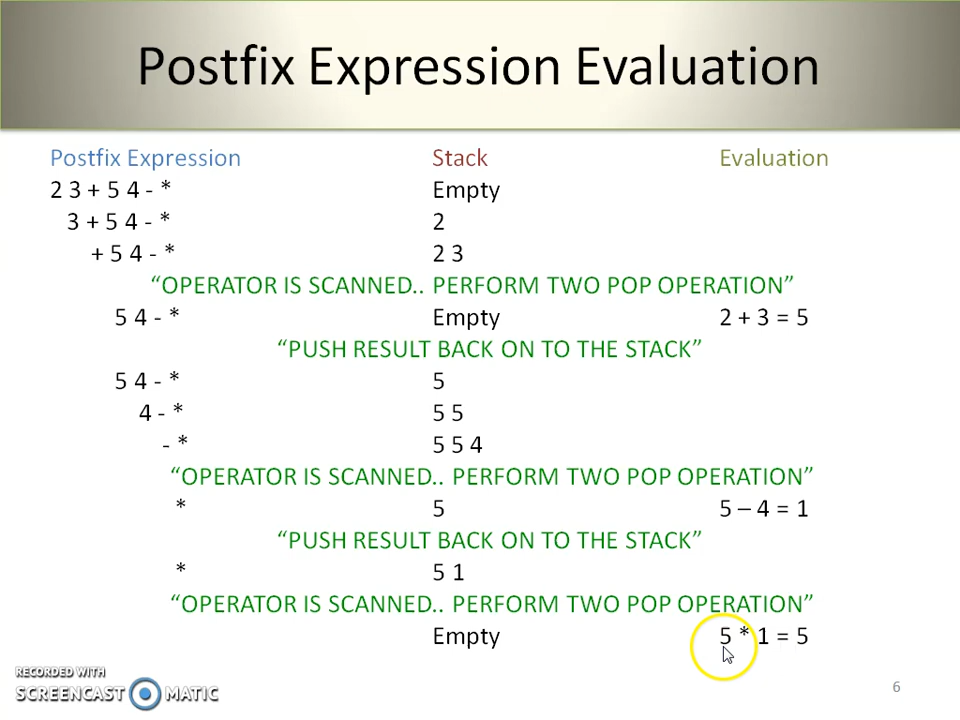 Postfix Expression Evaluation
Postfix Expression Stack Evaluation
2 3 + 5 4 - * Empty
3 + 5 4 - * 2
+ 5 4 - * 2 3
“OPERATOR IS SCANNED.. PERFORM TWO POP OPERATION”
5 4 - * Empty 2 + 3 = 5
“PUSH RESULT BACK ON TO THE STACK”
5 4 - * 5
4 - * 5 5
- * 5 5 4
“OPERATOR IS SCANNED.. PERFORM TWO POP OPERATION”
* 5 5 – 4 = 1
“PUSH RESULT BACK ON TO THE STACK”
* 5 1
“OPERATOR IS SCANNED.. PERFORM TWO POP OPERATION”
Empty 5 * 1 = 5
RECORDED WITH
SCREENCAST MATIC
6